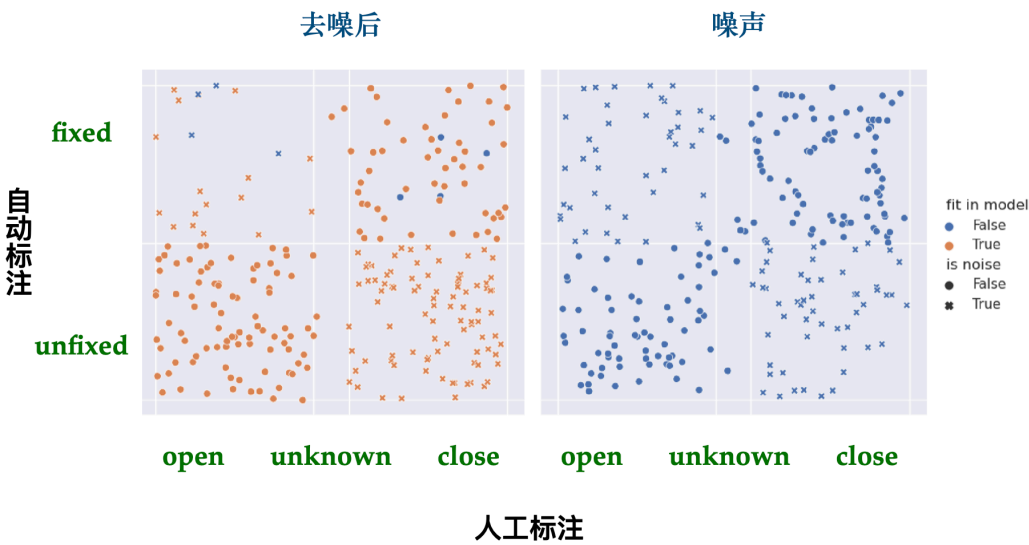 去噪后
噪声
fixed
unfixed
自动标注
fit in model
False
True
is noise
False
True
open unknown close
open unknown close
人工标注